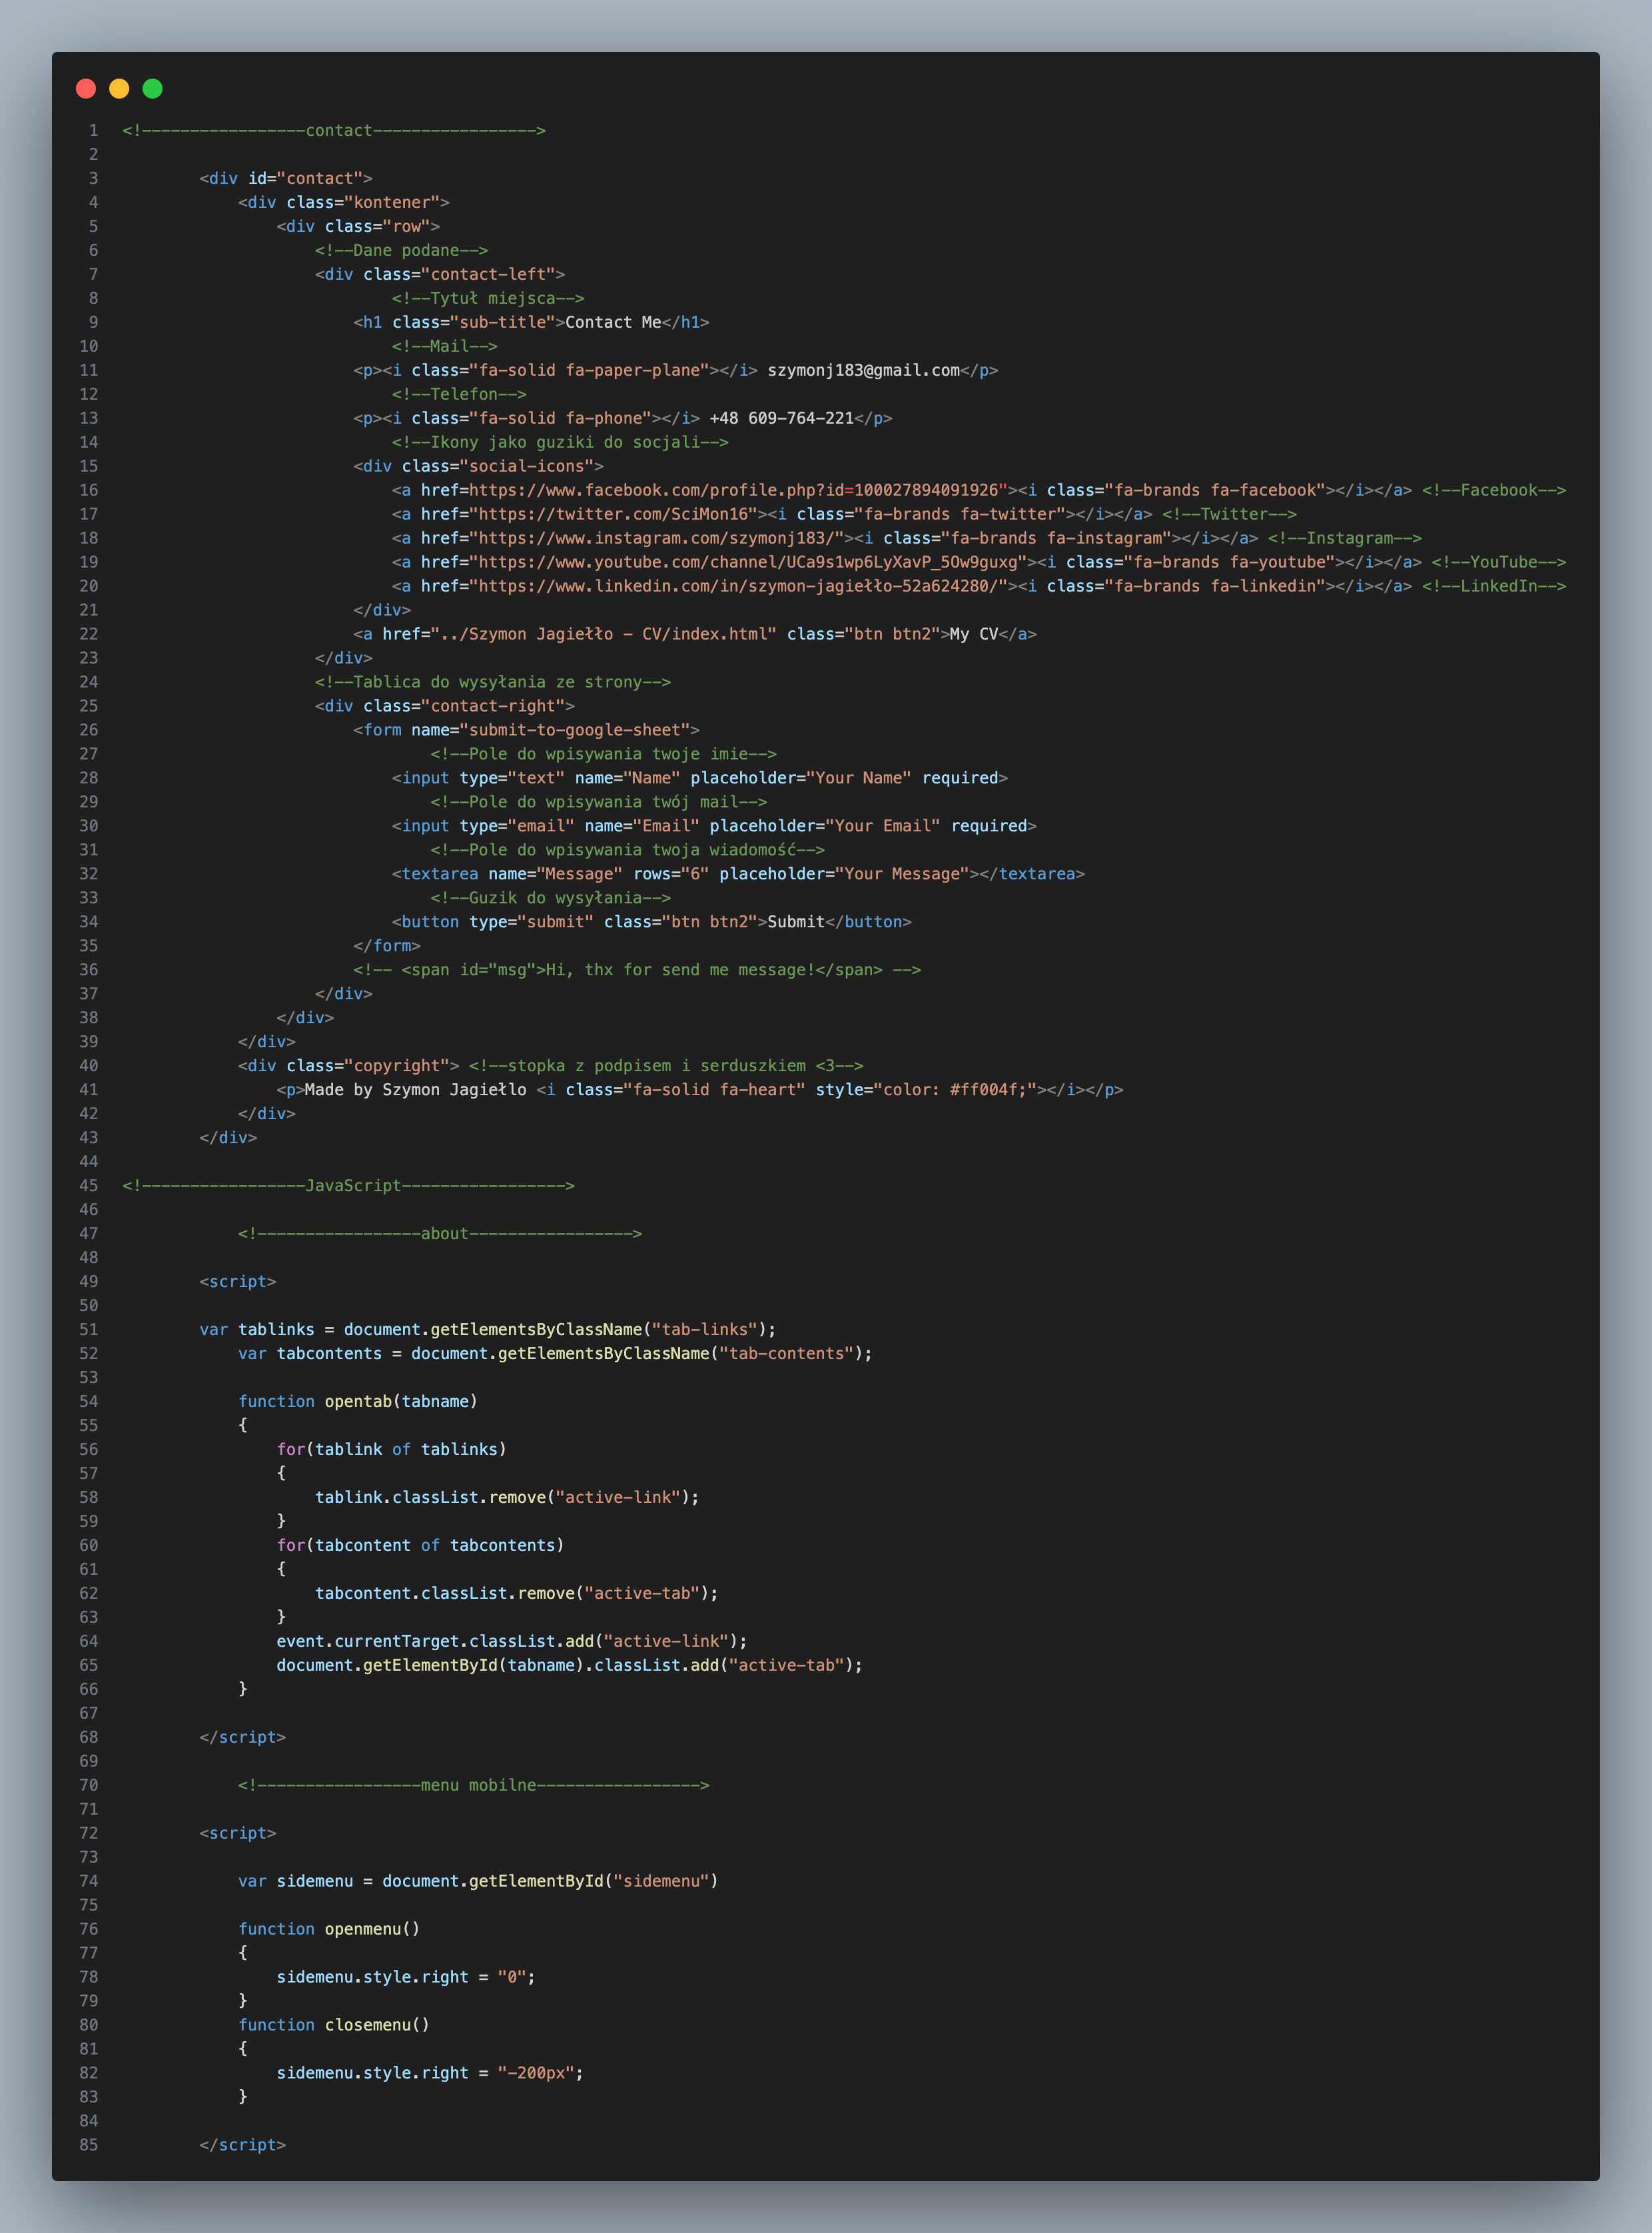 1 <!-----------------contact----------------->
2
3 <div id="contact">
4 <div class="kontener">
5 <div class="row">
6 <!--Dane podane-->
7 <div class="contact-left">
8 <!--Tytuł miejsca-->
9 <h1 class="sub-title">Contact Me</h1>
10 <!--Mail-->
11 <p><i class="fa-solid fa-paper-plane"></i> szymonj183@gmail.com</p>
12 <!--Telefon-->
13 <p><i class="fa-solid fa-phone"></i> +48 609-764-221</p>
14 <!--Ikony jako guziki do socjali-->
15 <div class="social-icons">
16 <a href=https://www.facebook.com/profile.php?id=100027894091926"><i class="fa-brands fa-facebook"></i></a> <!--Facebook-->
17 <a href="https://twitter.com/SciMon16"><i class="fa-brands fa-twitter"></i></a> <!--Twitter-->
18 <a href="https://www.instagram.com/szymonj183/"><i class="fa-brands fa-instagram"></i></a> <!--Instagram-->
19 <a href="https://www.youtube.com/channel/UCa9s1wp6LyXavP_5Ow9guxg"><i class="fa-brands fa-youtube"></i></a> <!--YouTube-->
20 <a href="https://www.linkedin.com/in/szymon-jagiełło-52a624280/"><i class="fa-brands fa-linkedin"></i></a> <!--LinkedIn-->
21 </div>
22 <a href="../Szymon Jagiełło - CV/index.html" class="btn btn2">My CV</a>
23 </div>
24 <!--Tablica do wysyłania ze strony-->
25 <div class="contact-right">
26 <form name="submit-to-google-sheet">
27 <!--Pole do wpisywania twoje imie-->
28 <input type="text" name="Name" placeholder="Your Name" required>
29 <!--Pole do wpisywania twój mail-->
30 <input type="email" name="Email" placeholder="Your Email" required>
31 <!--Pole do wpisywania twoja wiadomość-->
32 <textarea name="Message" rows="6" placeholder="Your Message"></textarea>
33 <!--Guzik do wysyłania-->
34 <button type="submit" class="btn btn2">Submit</button>
35 </form>
36 <!-- <span id="msg">Hi, thx for send me message!</span> -->
37 </div>
38 </div>
39 </div>
40 <div class="copyright"> <!--stopka z podpisem i serduszkiem <3-->
41 <p>Made by Szymon Jagiełlo <i class="fa-solid fa-heart" style="color: #ff004f;"></i></p>
42 </div>
43 </div>
44
45 <!-----------------JavaScript----------------->
46
47 <!-----------------about----------------->
48
49 <script>
50
51 var tablinks = document.getElementsByClassName("tab-links");
52 var tabcontents = document.getElementsByClassName("tab-contents");
53
54 function opentab(tabname)
55 {
56 for(tablink of tablinks)
57 {
58 tablink.classList.remove("active-link");
59 }
60 for(tabcontent of tabcontents)
61 {
62 tabcontent.classList.remove("active-tab");
63 }
64 event.currentTarget.classList.add("active-link");
65 document.getElementById(tabname).classList.add("active-tab");
66 }
67
68 </script>
69
70 <!-----------------menu mobilne----------------->
71
72 <script>
73
74 var sidemenu = document.getElementById("sidemenu")
75
76 function openmenu()
77 {
78 sidemenu.style.right = "0";
79 }
80 function closemenu()
81 {
82 sidemenu.style.right = "-200px";
83 }
84
85 </script>